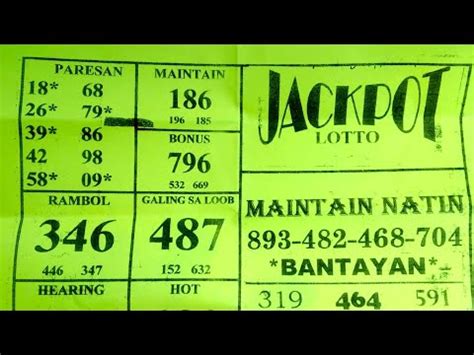 PARESAN
18* 68
26* 79*
39* 86
42 98
58* 09*
MAINTAIN
186
196 185
BONUS
796
532 669
RAMBOL
346
446 347
GALING SA LOOB
487
152 632
HEARING
HOT
JACKPOT
LOTTO
MAINTAIN NATIN
893-482-468-704
*BANTAYAN*
319 464 591